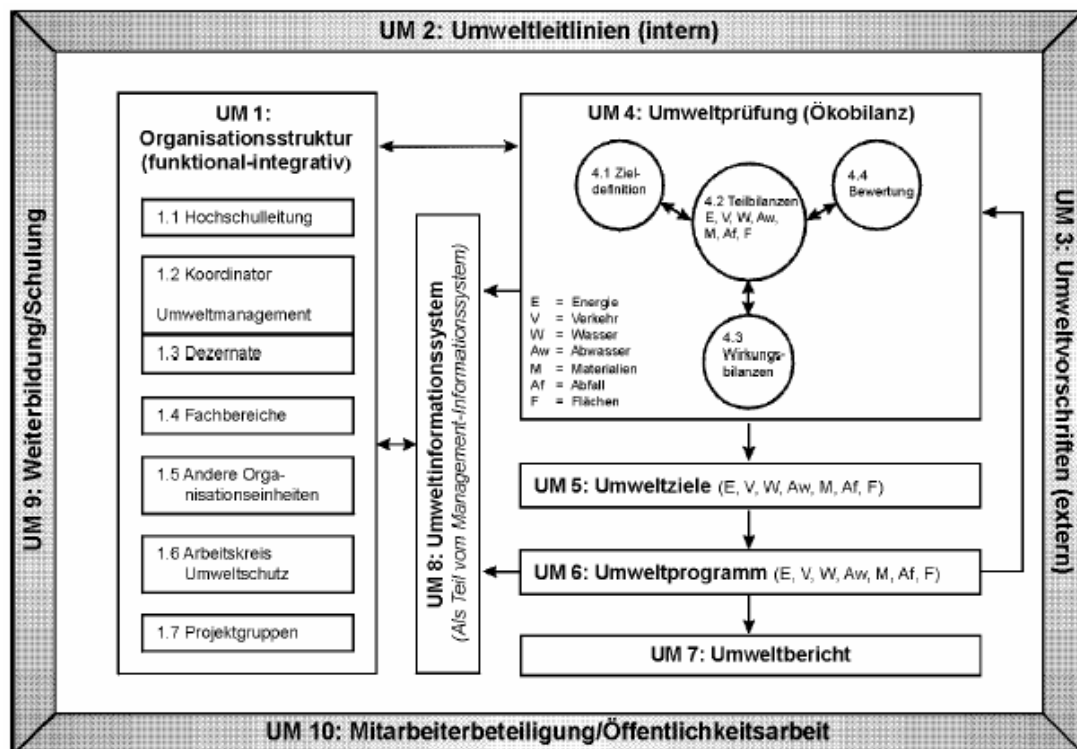 UM 2: Umweltleitlinien (intern)
UM 9: Weiterbildung/Schulung
UM 1:
Organisationsstruktur
(funktional-integrativ)
1.1 Hochschulleitung
1.2 Koordinator
Umweltmanagement
1.3 Dezernate
1.4 Fachbereiche
1.5 Andere Orga-
nisationseinheiten
1.6 Arbeitskreis
Umweltschutz
1.7 Projektgruppen
UM 8: Umweltinformationssystem
(Als Teil vom Management-Informationssystem)
UM 4: Umweltprüfung (Ökobilanz)
4.1 Ziel-
definition
4.2 Teilbilanzen
E, V, W, Aw,
M, Af, F
4.4
Bewertung
4.3
Wirkungs-
bilanzen
E = Energie
V = Verkehr
W = Wasser
Aw = Abwasser
M = Materialien
Af = Abfall
F = Flächen
UM 5: Umweltziele (E, V, W, Aw, M, Af, F)
UM 6: Umweltprogramm (E, V, W, Aw, M, Af, F)
UM 7: Umweltbericht
UM 3: Umweltvorschriften (extern)
UM 10: Mitarbeiterbeteiligung/Öffentlichkeitsarbeit